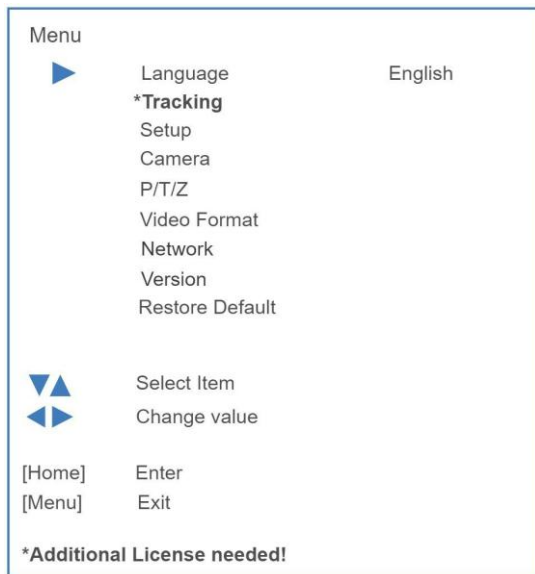 Menu
Language English
*Tracking
Setup
Camera
P/T/Z
Video Format
Network
Version
Restore Default
Select Item
Change value
[Home] Enter
[Menu] Exit
*Additional License needed!